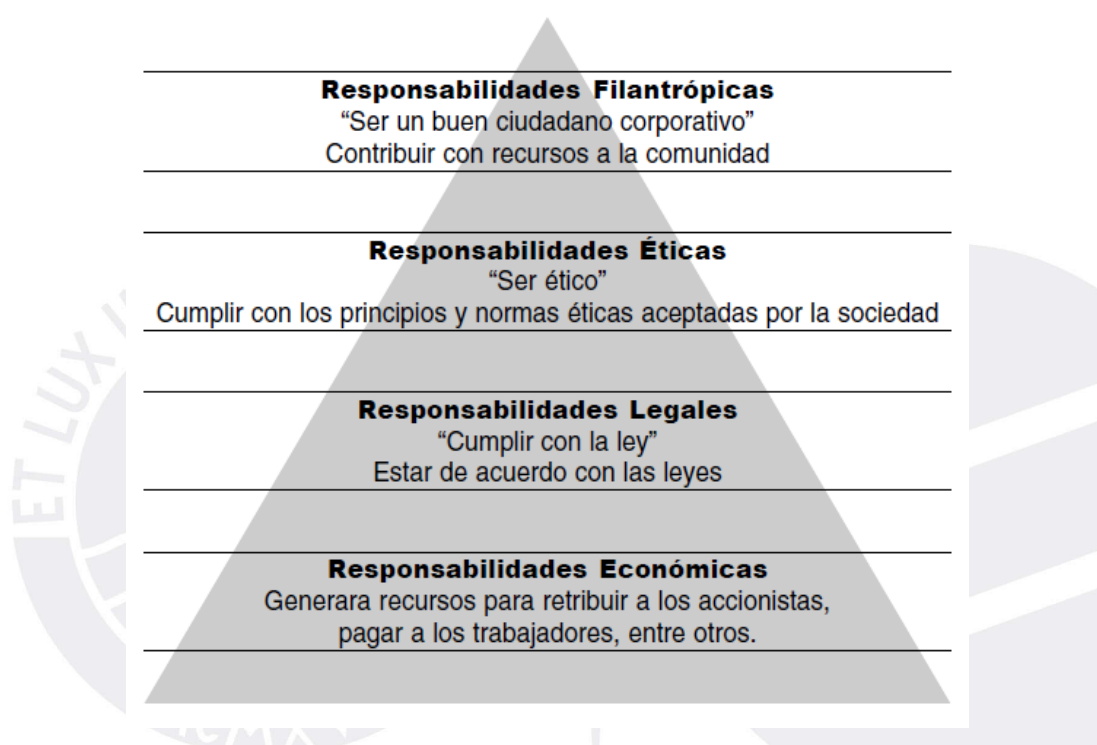 Responsabilidades Filantrópicas
“Ser un buen ciudadano corporativo”
Contribuir con recursos a la comunidad
Responsabilidades Éticas
“Ser ético”
Cumplir con los principios y normas éticas aceptadas por la sociedad
Responsabilidades Legales
“Cumplir con la ley”
Estar de acuerdo con las leyes
Responsabilidades Económicas
Generara recursos para retribuir a los accionistas,
pagar a los trabajadores, entre otros.
ET LUX